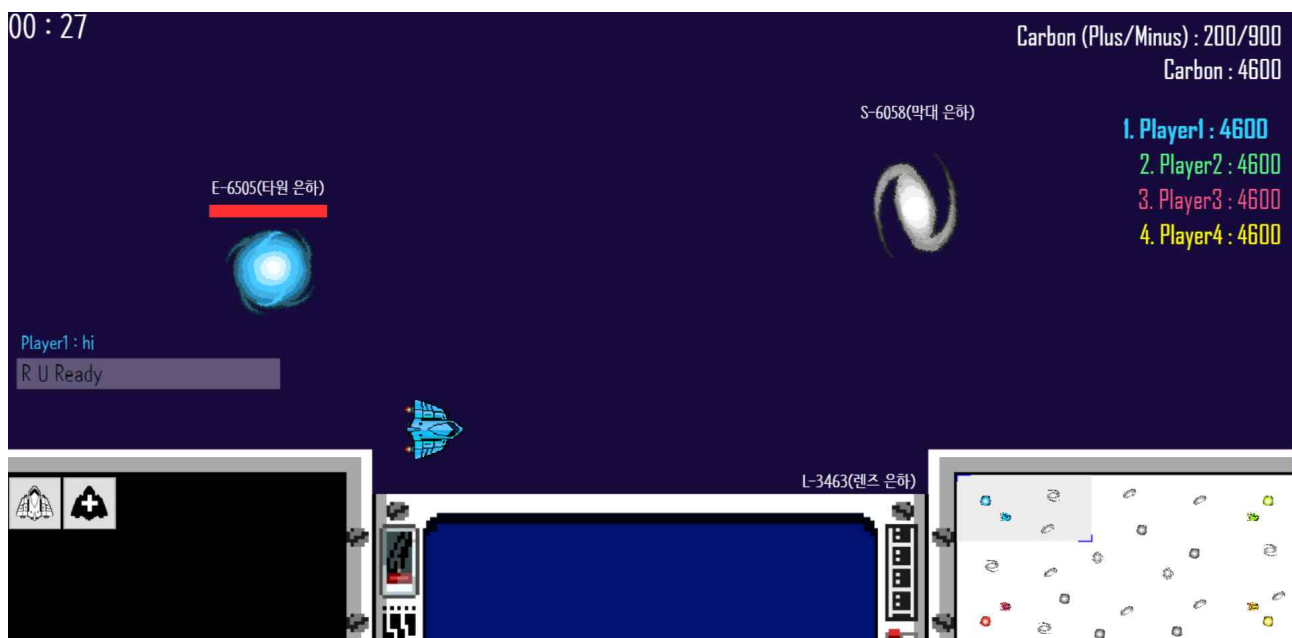 00 : 27
Carbon (Plus/Minus) : 200/900
Carbon : 4600
S-6058(막대 은하)
1. Player1 : 4600
2. Player2 : 4600
3. Player3 : 4600
4. Player4 : 4600
E-6505(타원 은하)
Player1 : hi
R U Ready
L-3463(렌즈 은하)